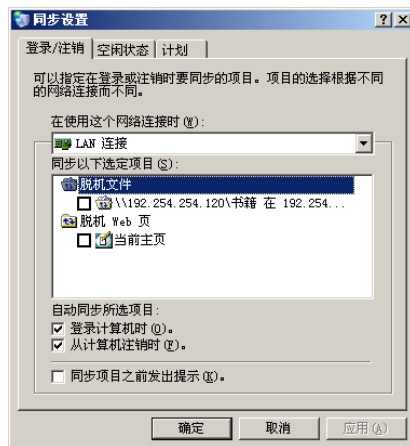 同步设置
登录/注销 空闲状态 计划
可以指定在登录或注销时要同步的项目。项目的选择根据不同
的网络连接而不同。
在使用这个网络连接时(W):
LAN 连接
同步以下选定项目(S):
脱机文件
\\192.254.254.120\书籍 在 192.254...
脱机 Web 页
当前主页
自动同步所选项目:
登录计算机时(O)。
从计算机注销时(F)。
同步项目之前发出提示(K)。
确定 取消 应用(A)